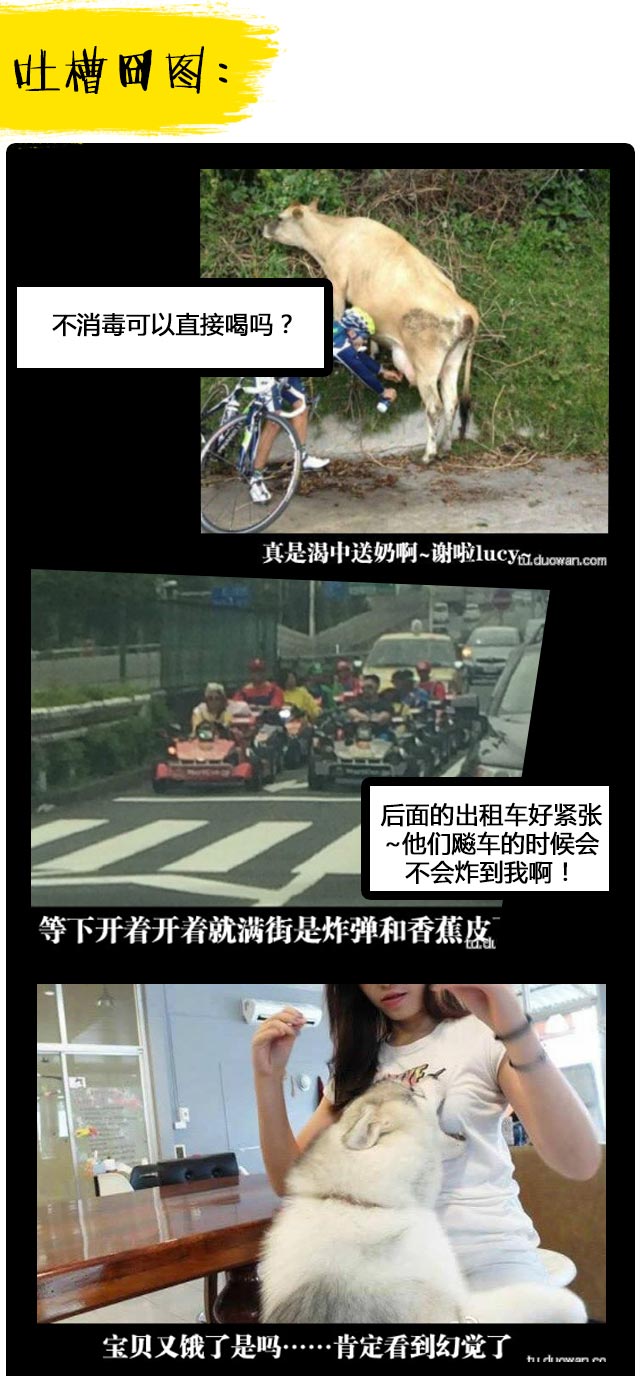 吐槽囧图：
不消毒可以直接喝吗？
真是渴中送奶啊~谢啦lucy~
tu.duowan.com
后面的出租车好紧张
~他们飚车的时候会
不会炸到我啊！
等下开着开着就满街是炸弹和香蕉皮
tu.du
宝贝又饿了是吗……肯定看到幻觉了
tu.duowan.co